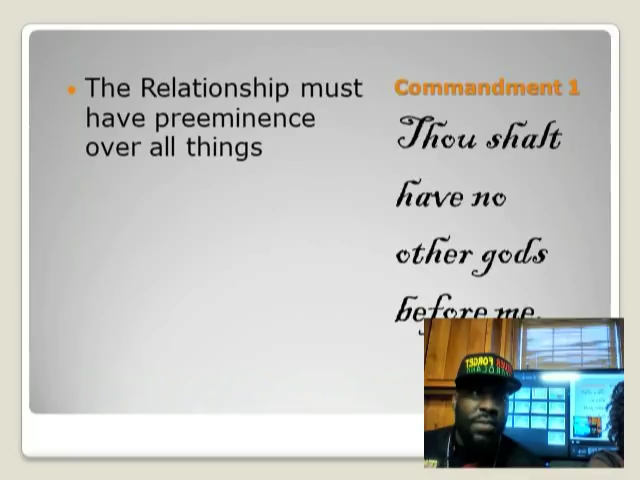 The Relationship must
have preeminence
over all things
Commandment 1
Thou shalt
have no
other gods
before me.